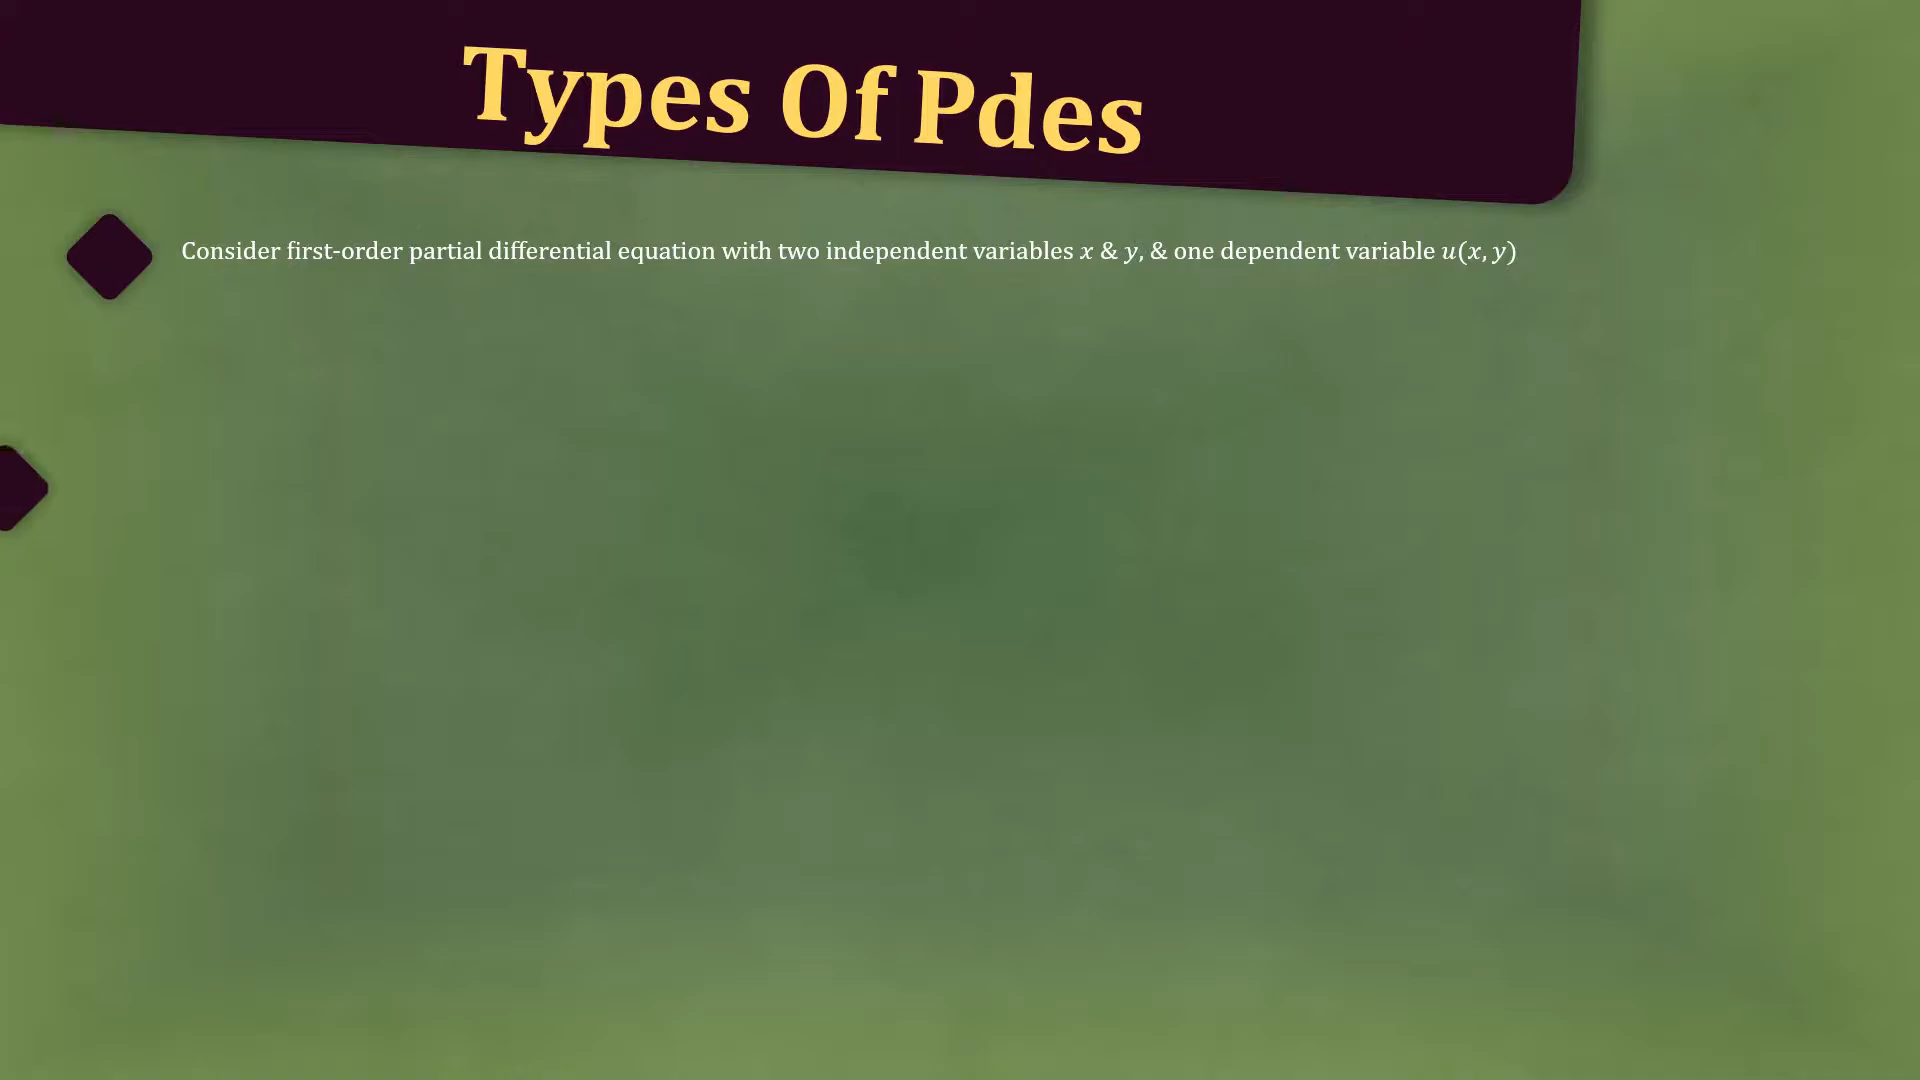 Types Of Pdes
Consider first-order partial differential equation with two independent variables x & y, & one dependent variable u(x, y)